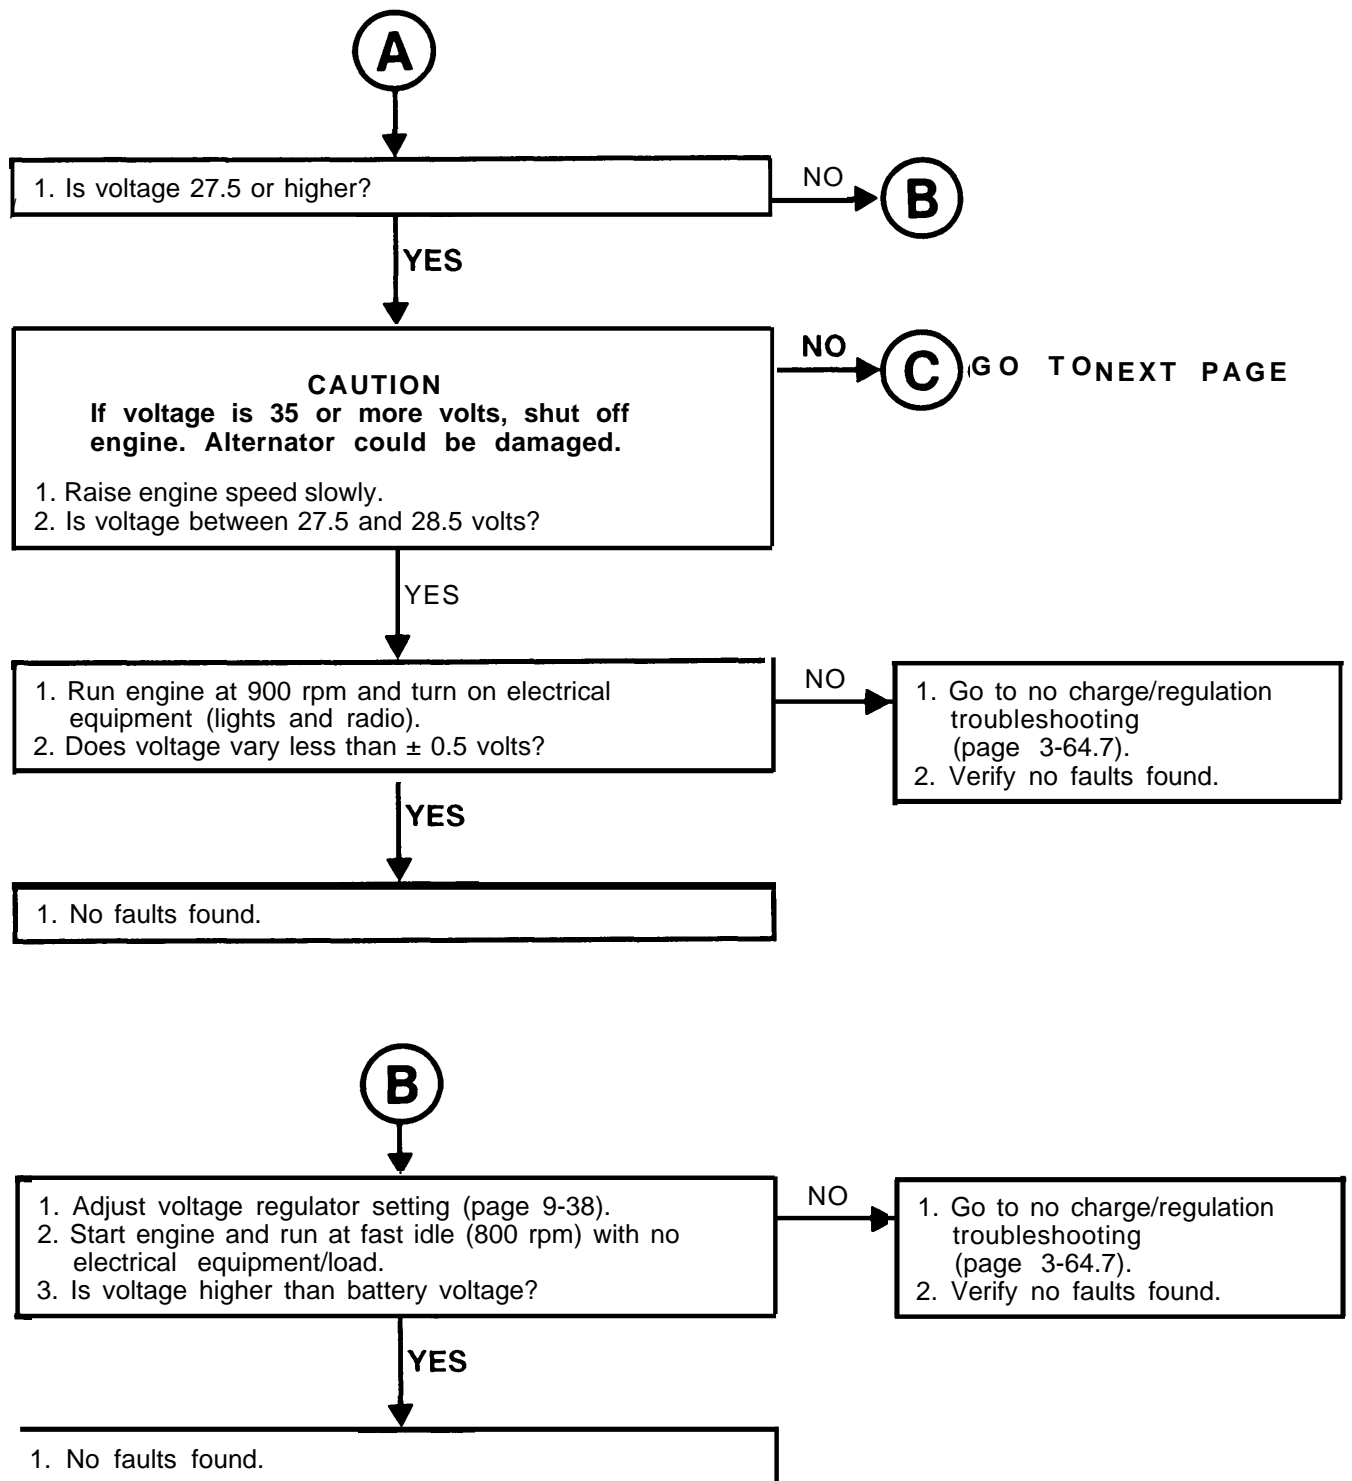 A
1. Is voltage 27.5 or higher?
NO
B
YES
CAUTION
If voltage is 35 or more volts, shut off
engine. Alternator could be damaged.
1. Raise engine speed slowly.
2. Is voltage between 27.5 and 28.5 volts?
NO
C GO TO NEXT PAGE
YES
1. Run engine at 900 rpm and turn on electrical
equipment (lights and radio).
2. Does voltage vary less than ± 0.5 volts?
NO
1. Go to no charge/regulation
troubleshooting
(page 3-64.7).
2. Verify no faults found.
YES
1. No faults found.
B
1. Adjust voltage regulator setting (page 9-38).
2. Start engine and run at fast idle (800 rpm) with no
electrical equipment/load.
3. Is voltage higher than battery voltage?
NO
1. Go to no charge/regulation
troubleshooting
(page 3-64.7).
2. Verify no faults found.
YES
1. No faults found.